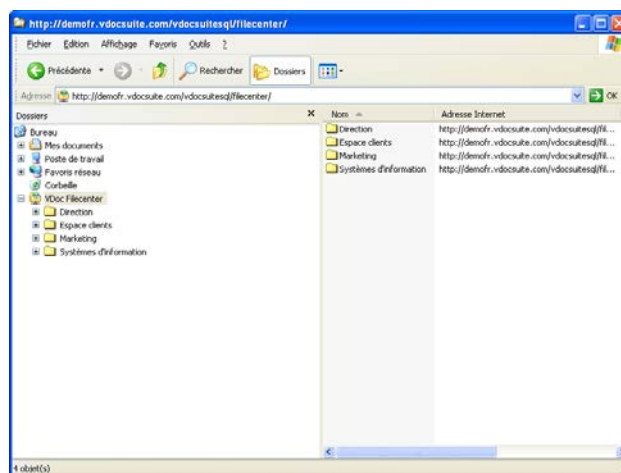 http://demofr.vdocsuite.com/vdocsuitesql/filecenter/
Fichier Edition Affichage Favoris Outils ?
Précédente Rechercher Dossiers
Adresse http://demofr.vdocsuite.com/vdocsuitesql/filecenter/ OK
Dossiers X
Bureau
Mes documents
Poste de travail
Favoris réseau
Corbeille
VDoc Filecenter
Direction
Espace clients
Marketing
Systèmes d'information
Nom Adresse Internet
Direction http://demofr.vdocsuite.com/vdocsuitesql/fil...
Espace clients http://demofr.vdocsuite.com/vdocsuitesql/fil...
Marketing http://demofr.vdocsuite.com/vdocsuitesql/fil...
Systèmes d'information http://demofr.vdocsuite.com/vdocsuitesql/fil...
4 objet(s)